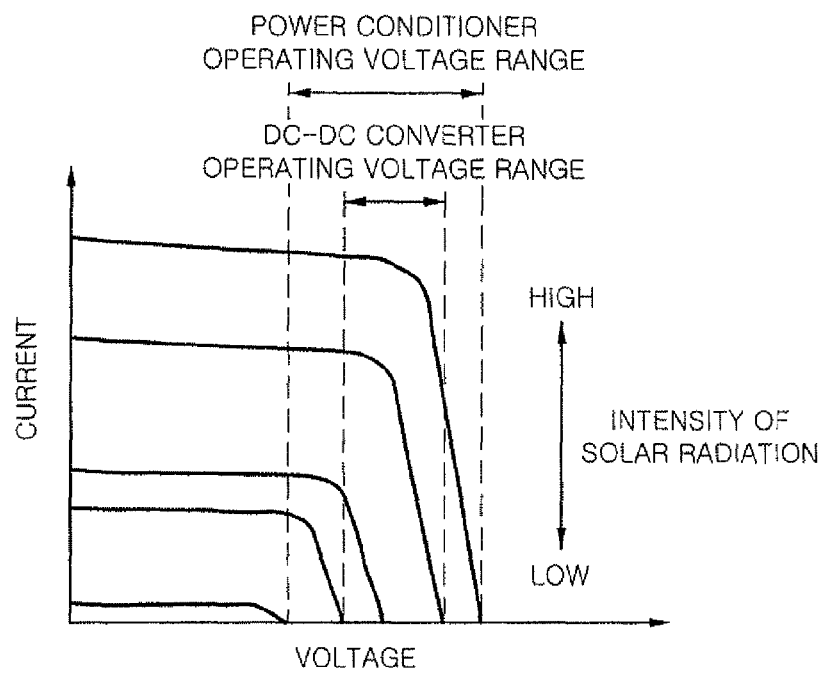 POWER CONDITIONER
OPERATING VOLTAGE RANGE
DC-DC CONVERTER
OPERATING VOLTAGE RANGE
CURRENT
HIGH
INTENSITY OF
SOLAR RADIATION
LOW
VOLTAGE